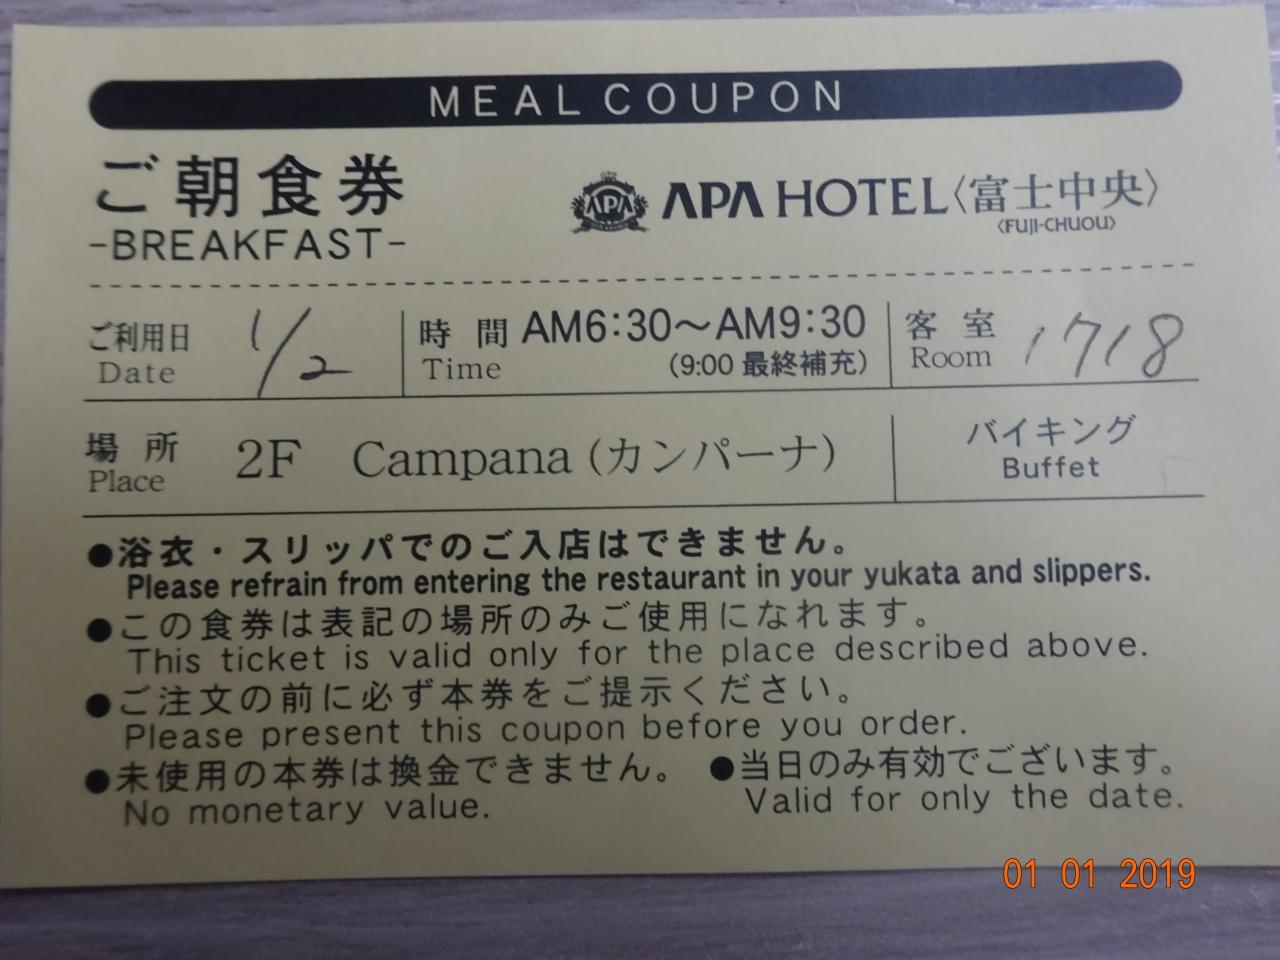 MEAL COUPON
ご朝食券
-BREAKFAST-
APA
APA HOTEL〈富士中央〉
〈FUJI-CHUOU〉
ご利用日 1/2 時間 AM6:30～AM9:30 客室 1718
Date Time (9:00 最終補充) Room
場所 2F Campana (カンパーナ) バイキング
Place Buffet
●浴衣・スリッパでのご入店はできません。
Please refrain from entering the restaurant in your yukata and slippers.
●この食券は表記の場所のみご使用になれます。
This ticket is valid only for the place described above.
●ご注文の前に必ず本券をご提示ください。
Please present this coupon before you order.
●未使用の本券は換金できません。 ●当日のみ有効でございます。
No monetary value. Valid for only the date.
01 01 2019